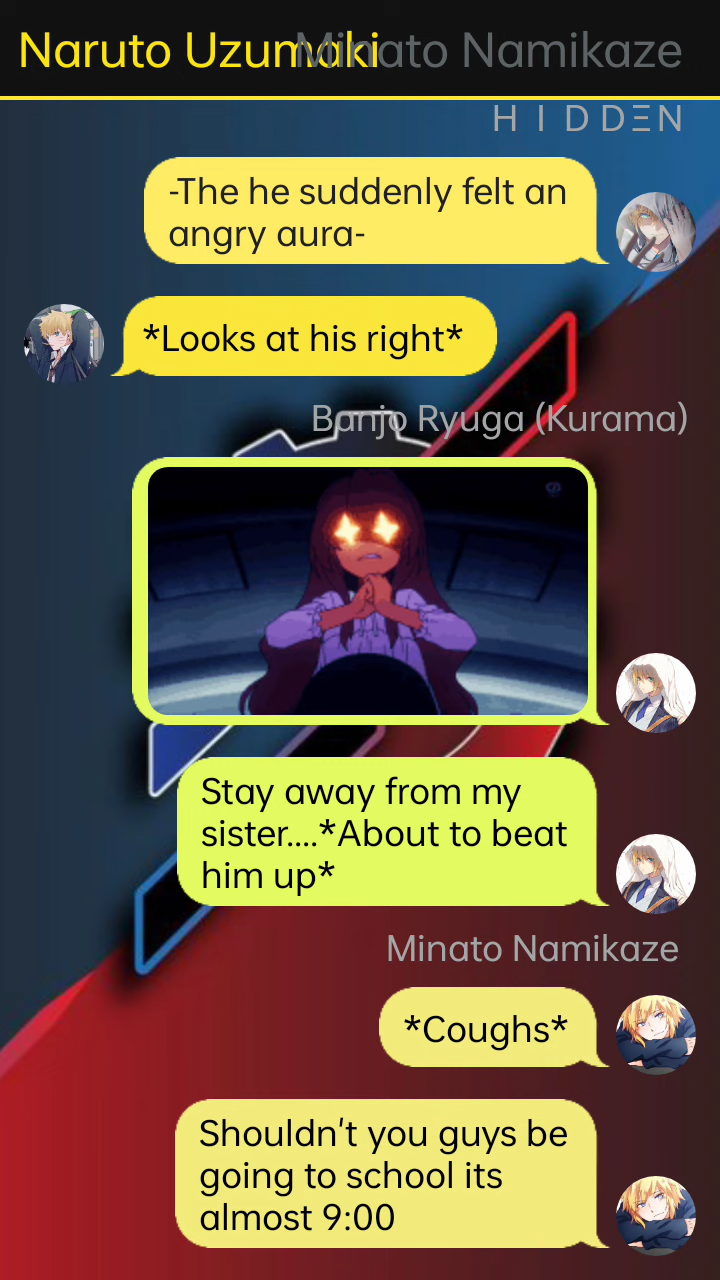 Naruto Uzumaki
Minato Namikaze
HIDDEN
-The he suddenly felt an
angry aura-
*Looks at his right*
Banjo Ryuga (Kurama)
Stay away from my
sister....*About to beat
him up*
Minato Namikaze
*Coughs*
Shouldn't you guys be
going to school its
almost 9:00